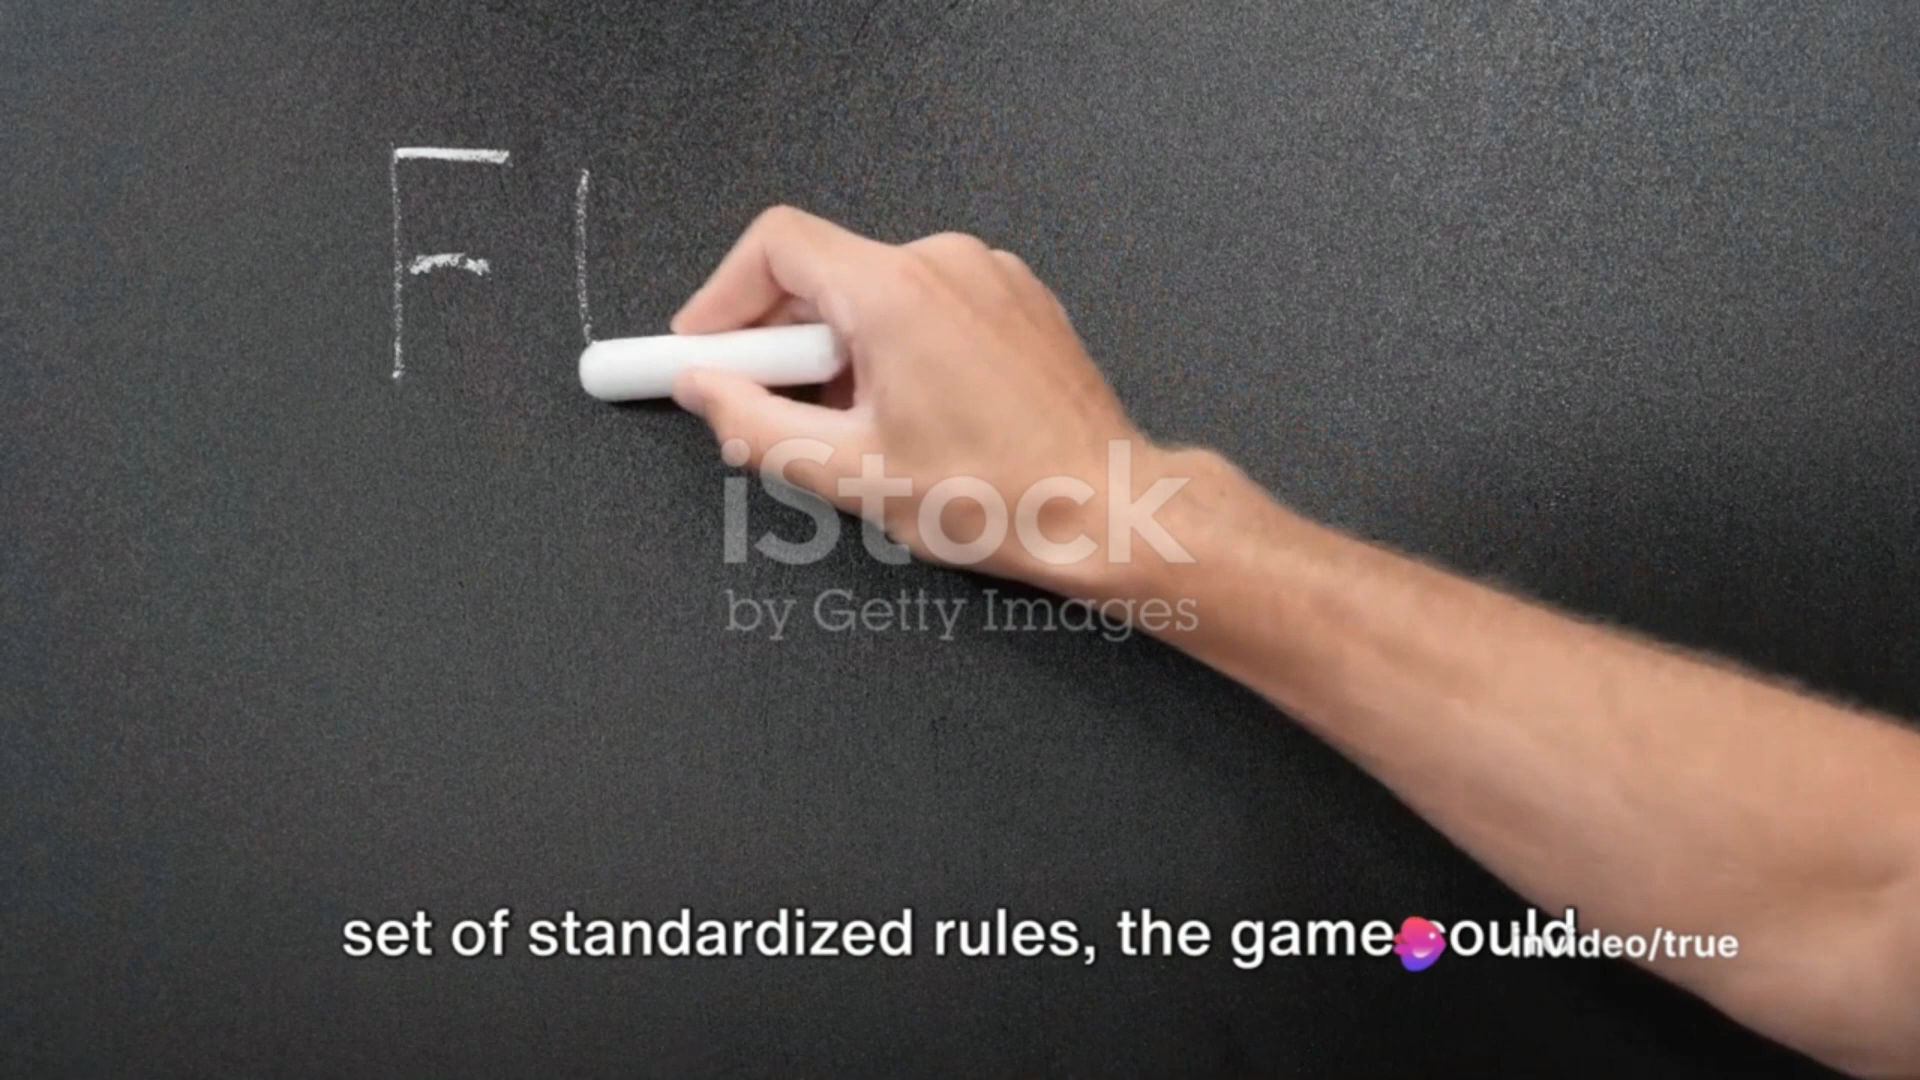 F
iStock
by Getty Images
set of standardized rules, the game could
invideo/true